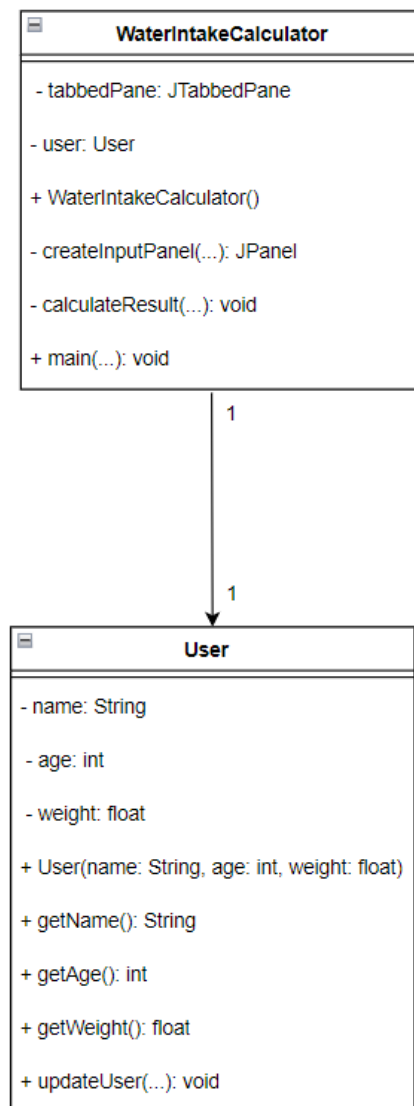 WaterIntakeCalculator
- tabbedPane: JTabbedPane
- user: User
+ WaterIntakeCalculator()
- createInputPanel(...): JPanel
- calculateResult(...): void
+ main(...): void
1
1
User
- name: String
- age: int
- weight: float
+ User(name: String, age: int, weight: float)
+ getName(): String
+ getAge(): int
+ getWeight(): float
+ updateUser(...): void